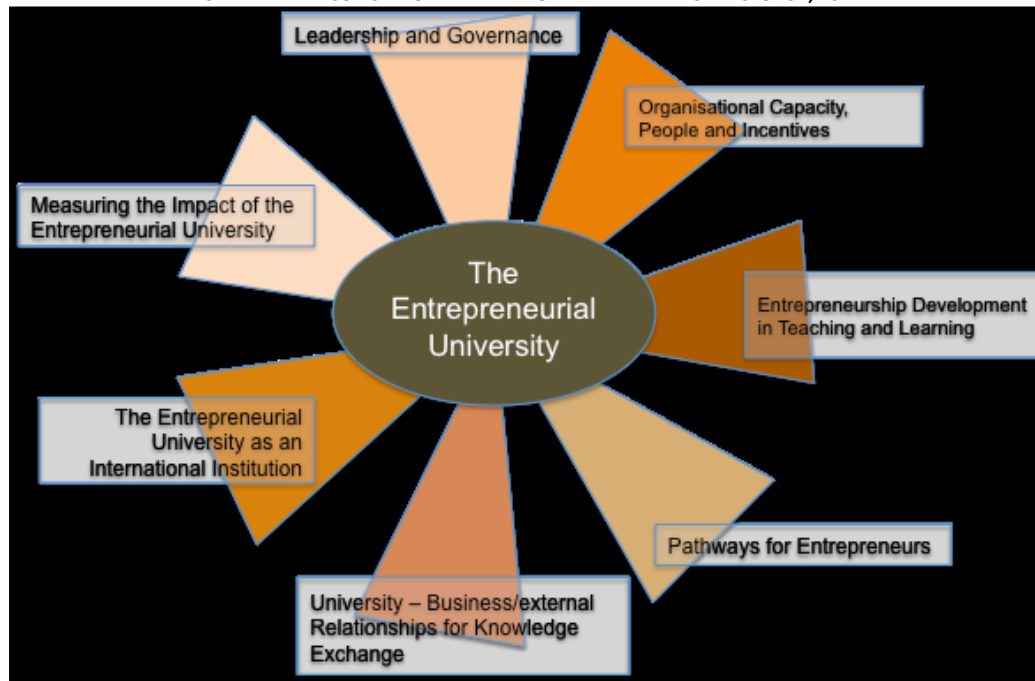 Leadership and Governance
Organisational Capacity,
People and Incentives
Measuring the Impact of the
Entrepreneurial University
The
Entrepreneurial
University
Entrepreneurship Development
in Teaching and Learning
The Entrepreneurial
University as an
International Institution
Pathways for Entrepreneurs
University – Business/external
Relationships for Knowledge
Exchange